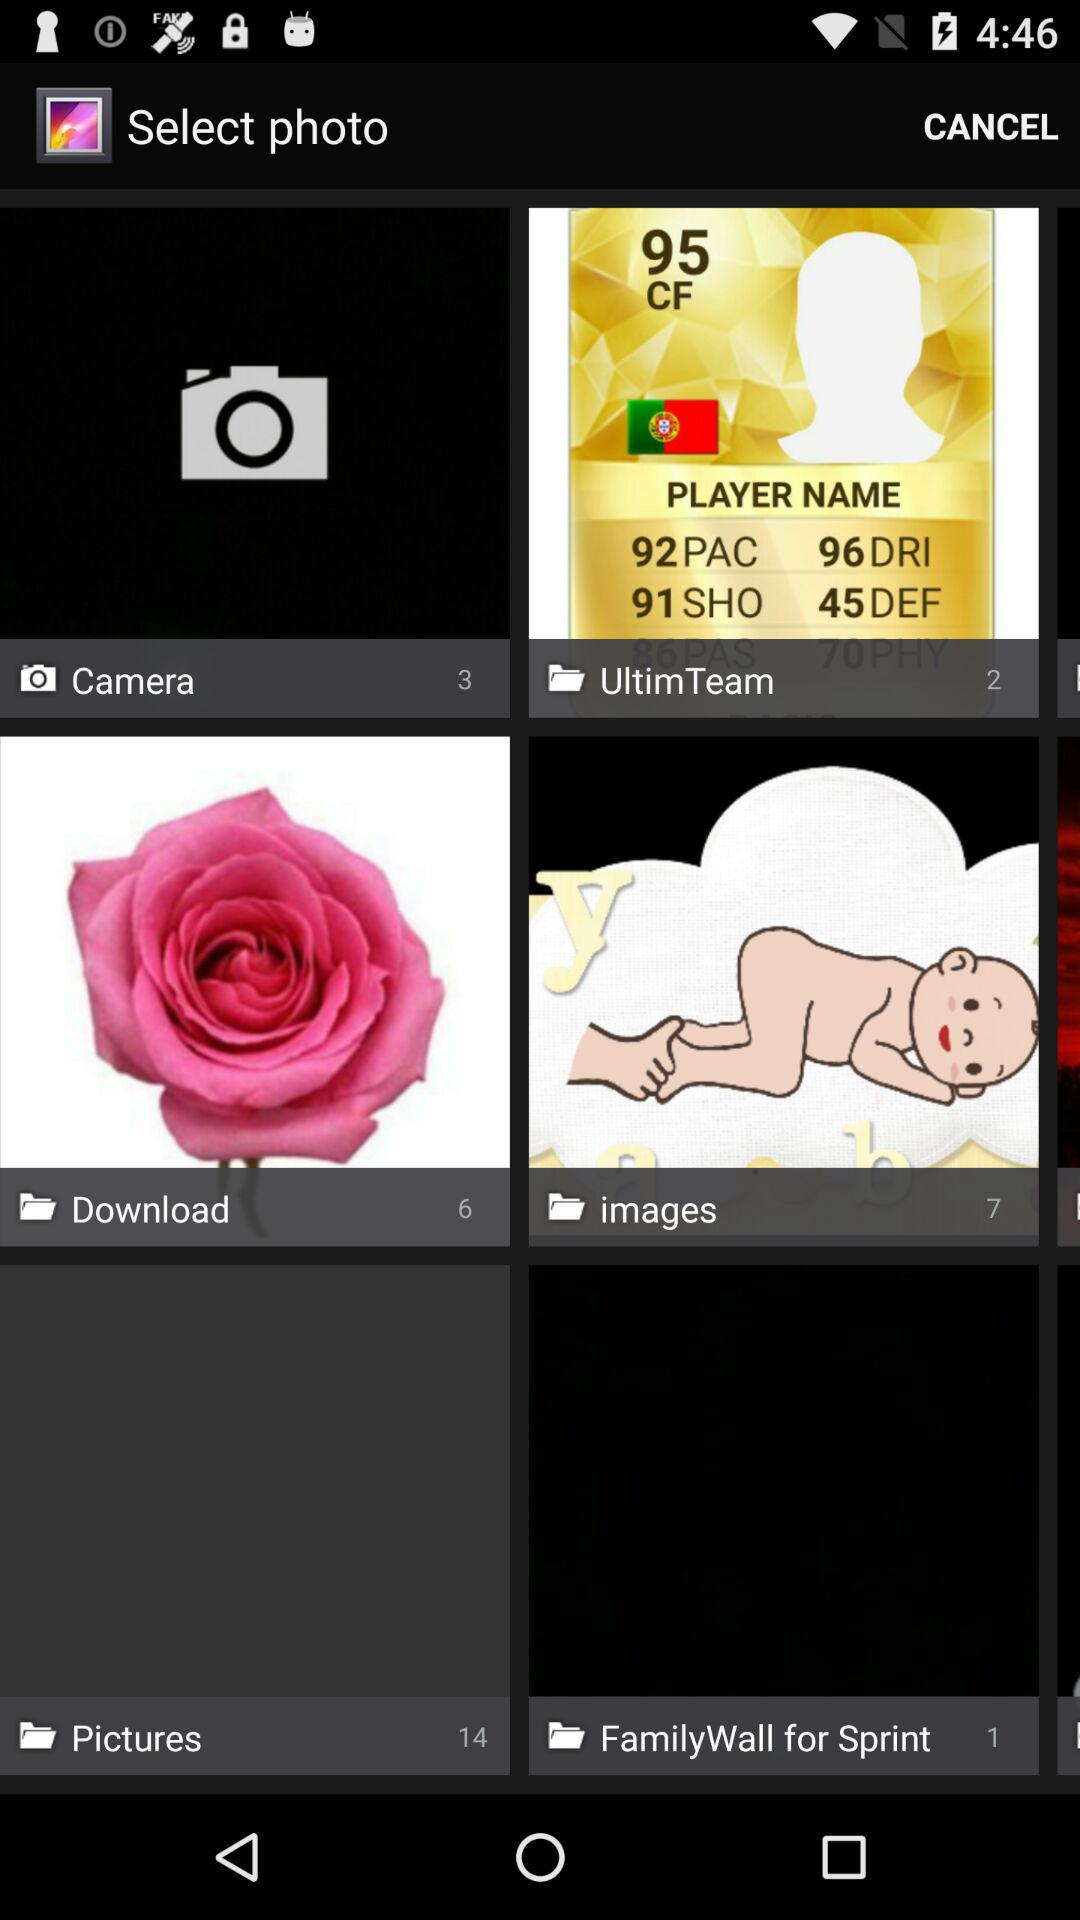 FAKE
4:46
Select photo
CANCEL
95
CF
PLAYER NAME
92 PAC 96 DRI
91 SHO 45 DEF
86 PAS 70 PHY
Camera 3
UltimTeam 2
y
a b
Download 6
images 7
Pictures 14
FamilyWall for Sprint 1